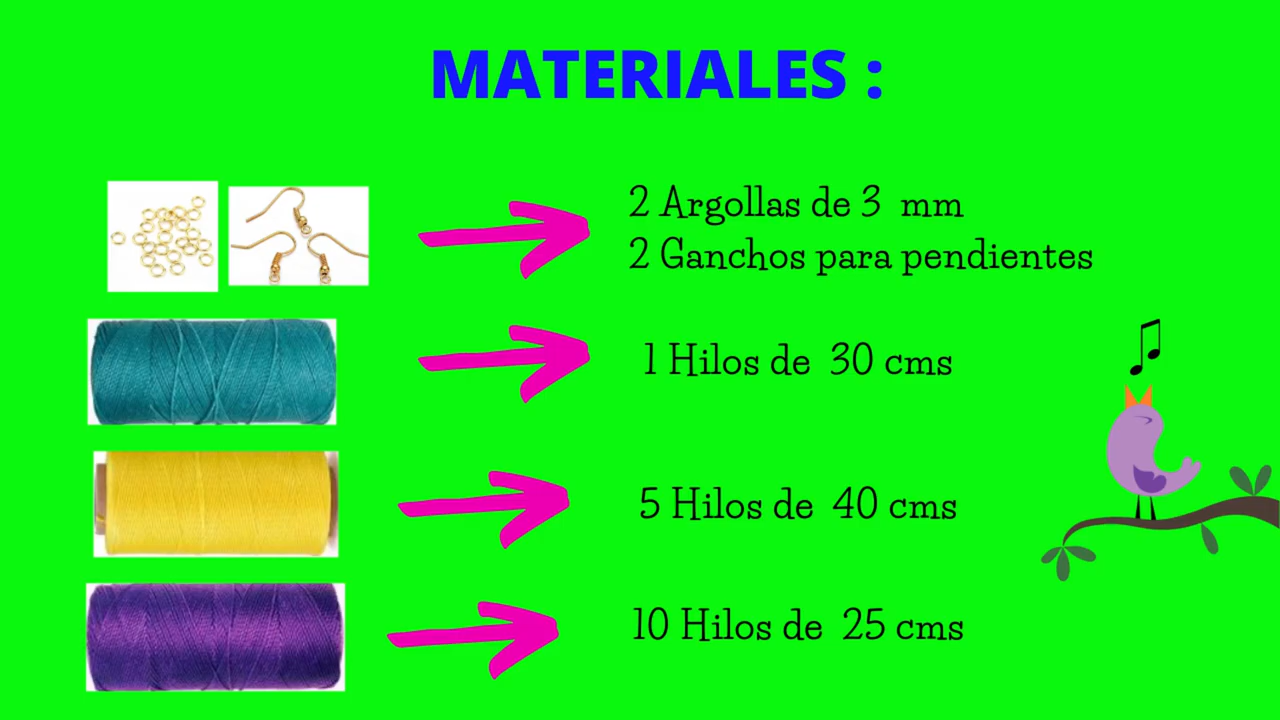 MATERIALES :
2 Argollas de 3 mm
2 Ganchos para pendientes
1 Hilos de 30 cms
5 Hilos de 40 cms
10 Hilos de 25 cms